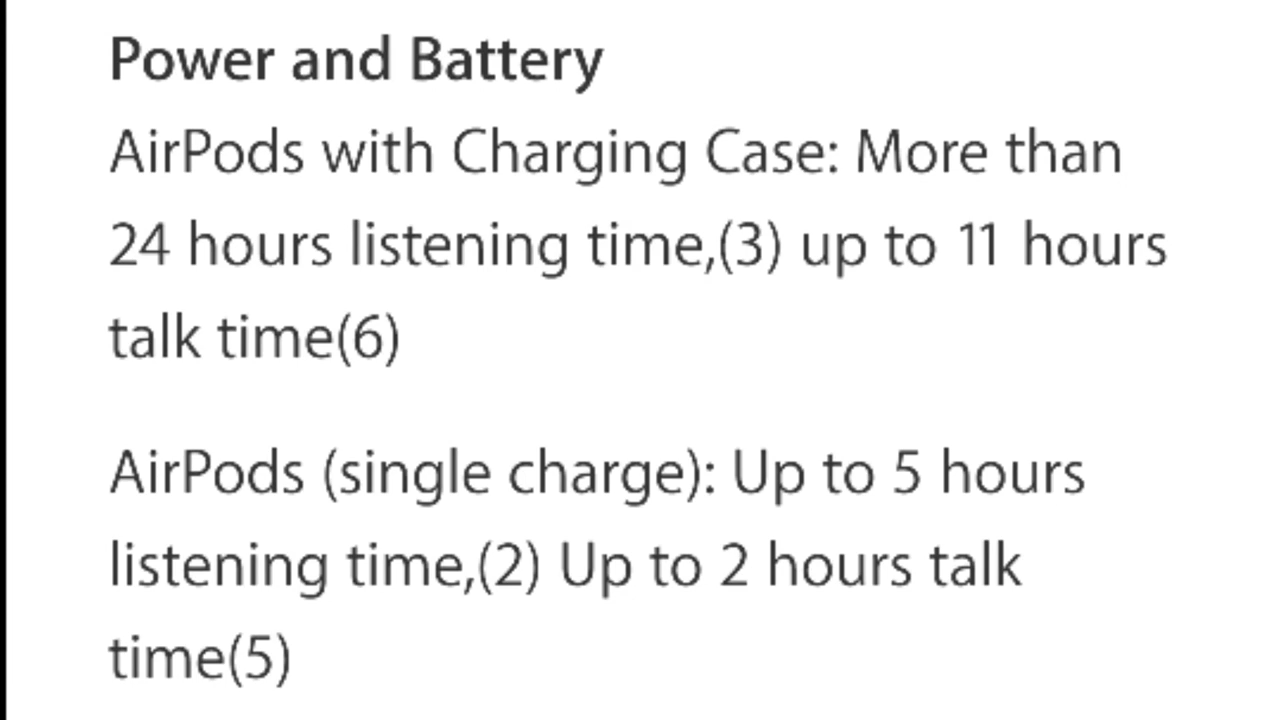 Power and Battery
AirPods with Charging Case: More than
24 hours listening time,(3) up to 11 hours
talk time(6)
AirPods (single charge): Up to 5 hours
listening time,(2) Up to 2 hours talk
time(5)